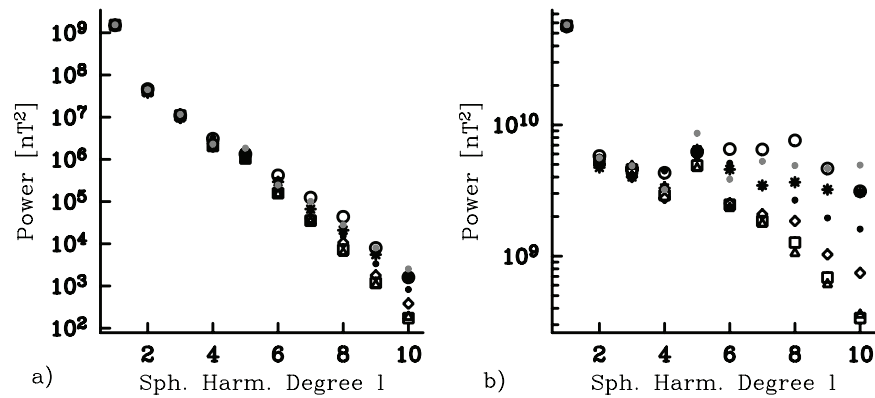 10⁹
10⁸
10⁷
10⁶
10⁵
10⁴
10³
10²
Power [nT²]
2 4 6 8 10
a) Sph. Harm. Degree l
10¹⁰
10⁹
Power [nT²]
2 4 6 8 10
b) Sph. Harm. Degree l